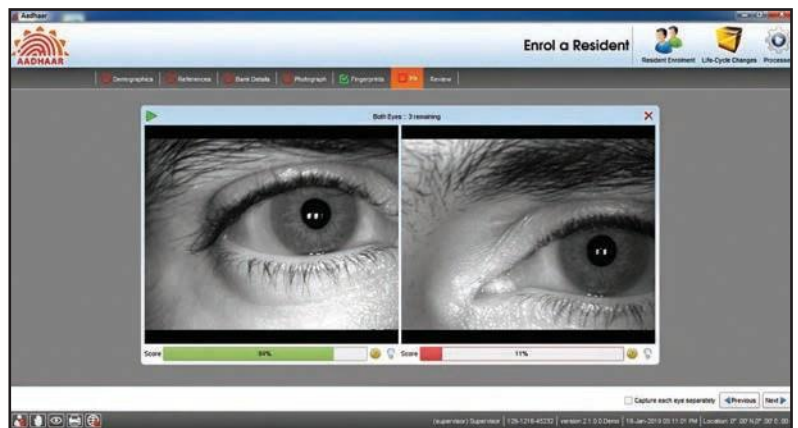 Aadhaar
AADHAAR
Enrol a Resident
Resident Enrolment Life-Cycle Changes Processes
Demographics References Bank Details Photograph Fingerprints Iris Review
Both Eyes : 3 remaining
Score 84% Score 11%
Capture each eye separately Previous Next
(supervisor) Supervisor version 2.1.0.0.Demo